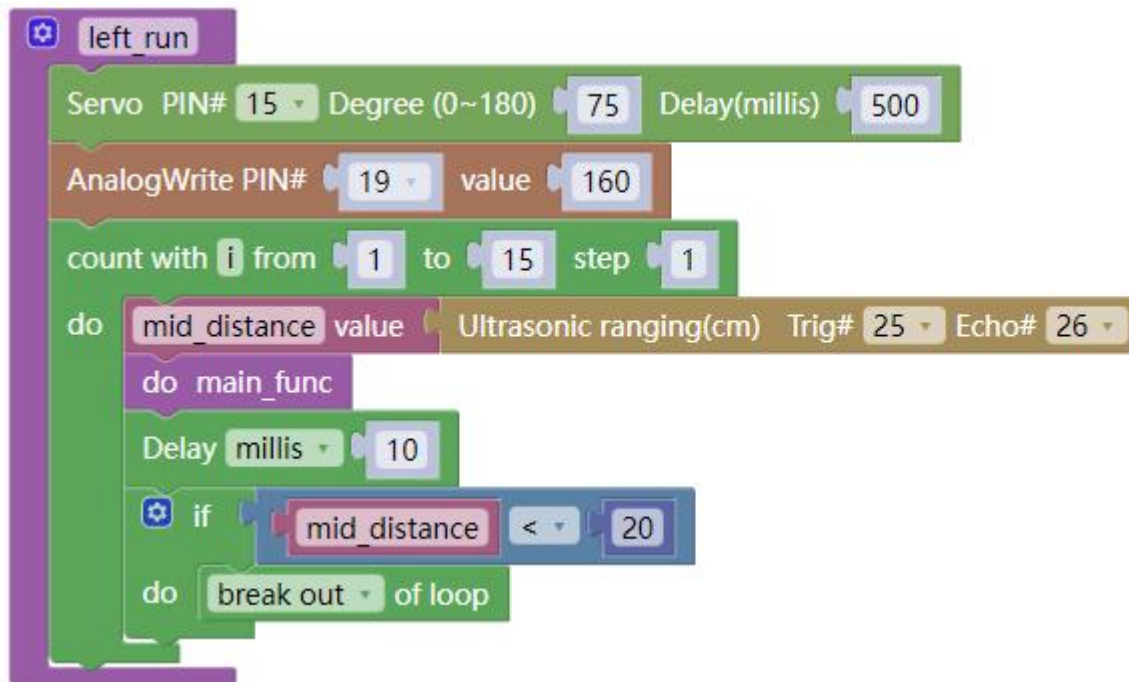 left_run
Servo PIN# 15 Degree (0~180) 75 Delay(millis) 500
AnalogWrite PIN# 19 value 160
count with i from 1 to 15 step 1
do mid_distance value Ultrasonic ranging(cm) Trig# 25 Echo# 26
do main_func
Delay millis 10
if mid_distance < 20
do break out of loop